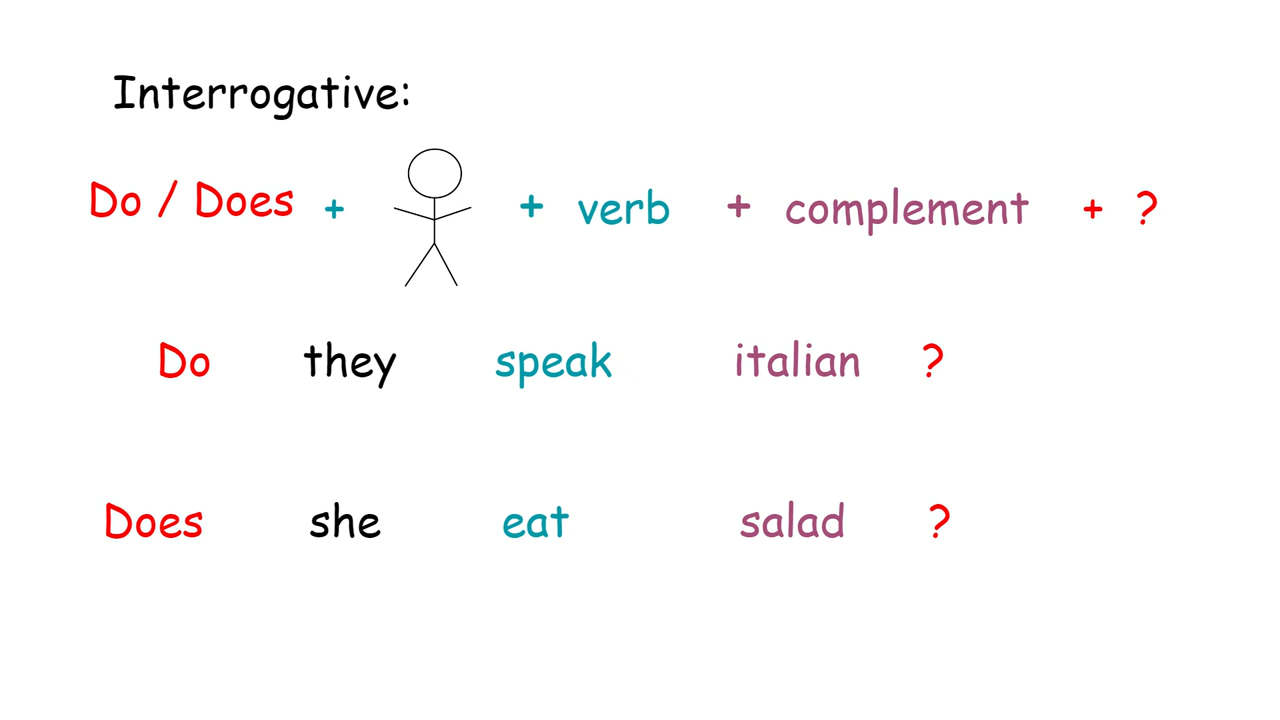 Interrogative:
Do / Does + + verb + complement + ?
Do they speak italian ?
Does she eat salad ?